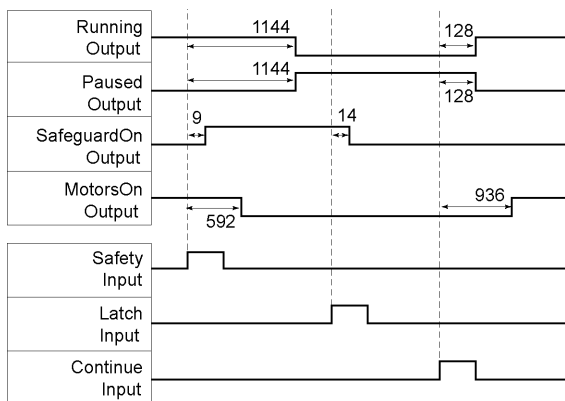 Running
Output
1144
128
Paused
Output
1144
128
SafeguardOn
Output
9
14
MotorsOn
Output
592
936
Safety
Input
Latch
Input
Continue
Input